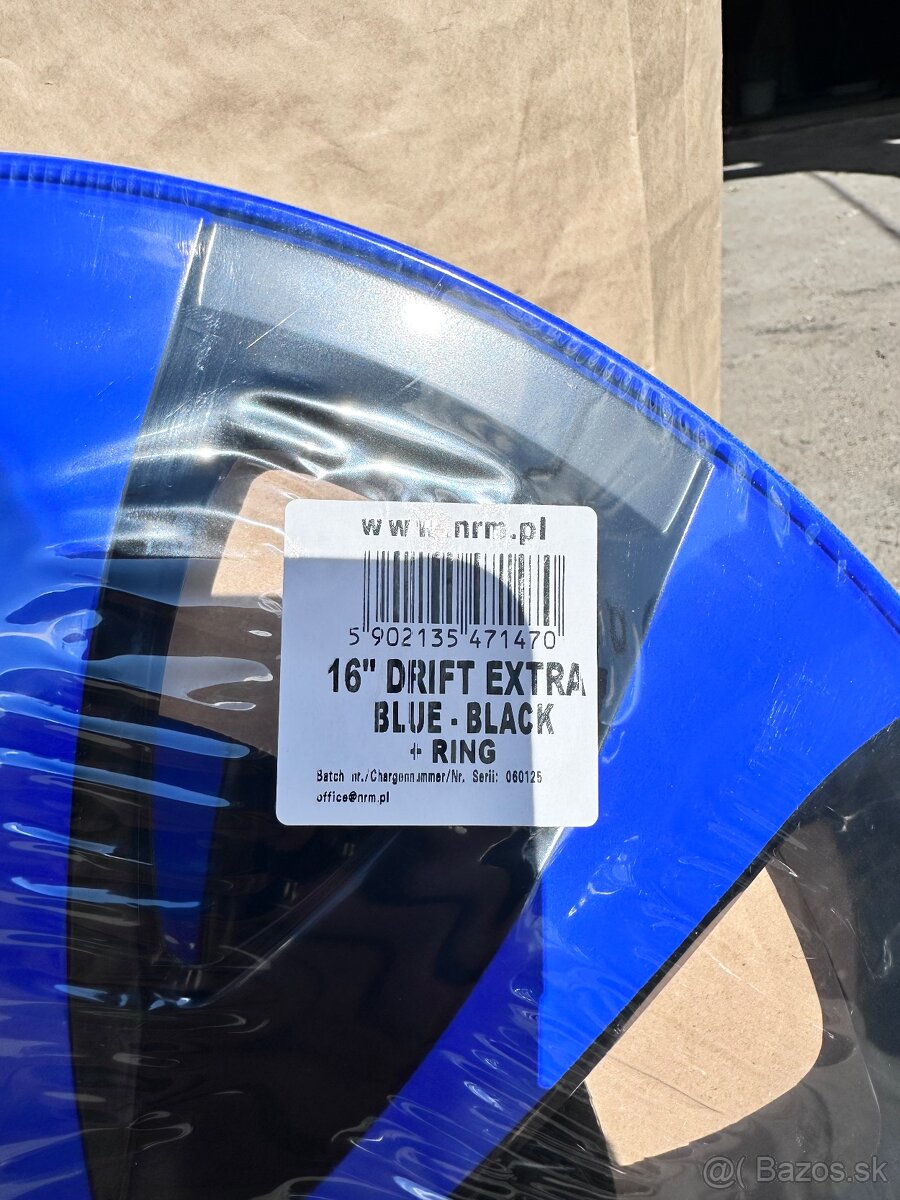 www.nrm.pl
5 902135 471470
16" DRIFT EXTRA
BLUE - BLACK
+ RING
Batch nr./Chargennummer/Nr. Serii: 060125
office@nrm.pl
@( Bazos.sk